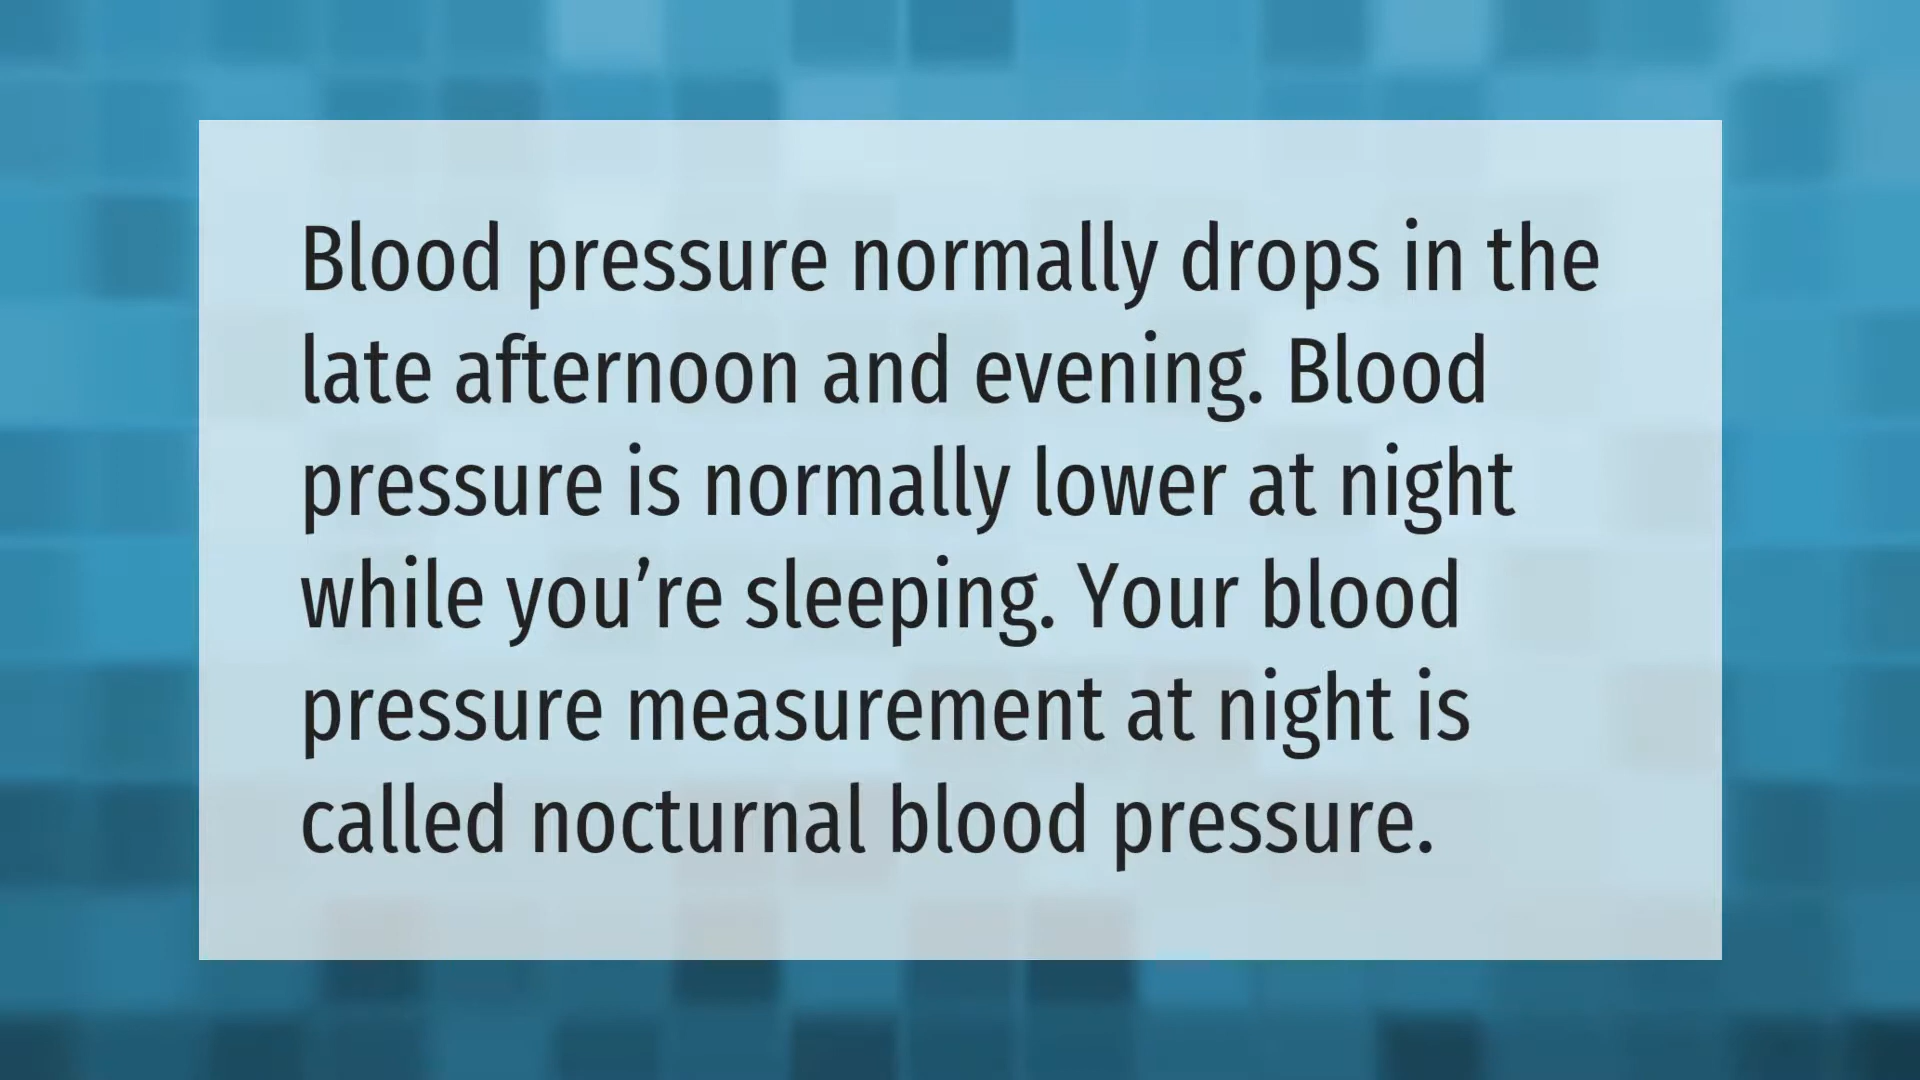 Blood pressure normally drops in the
late afternoon and evening. Blood
pressure is normally lower at night
while you’re sleeping. Your blood
pressure measurement at night is
called nocturnal blood pressure.